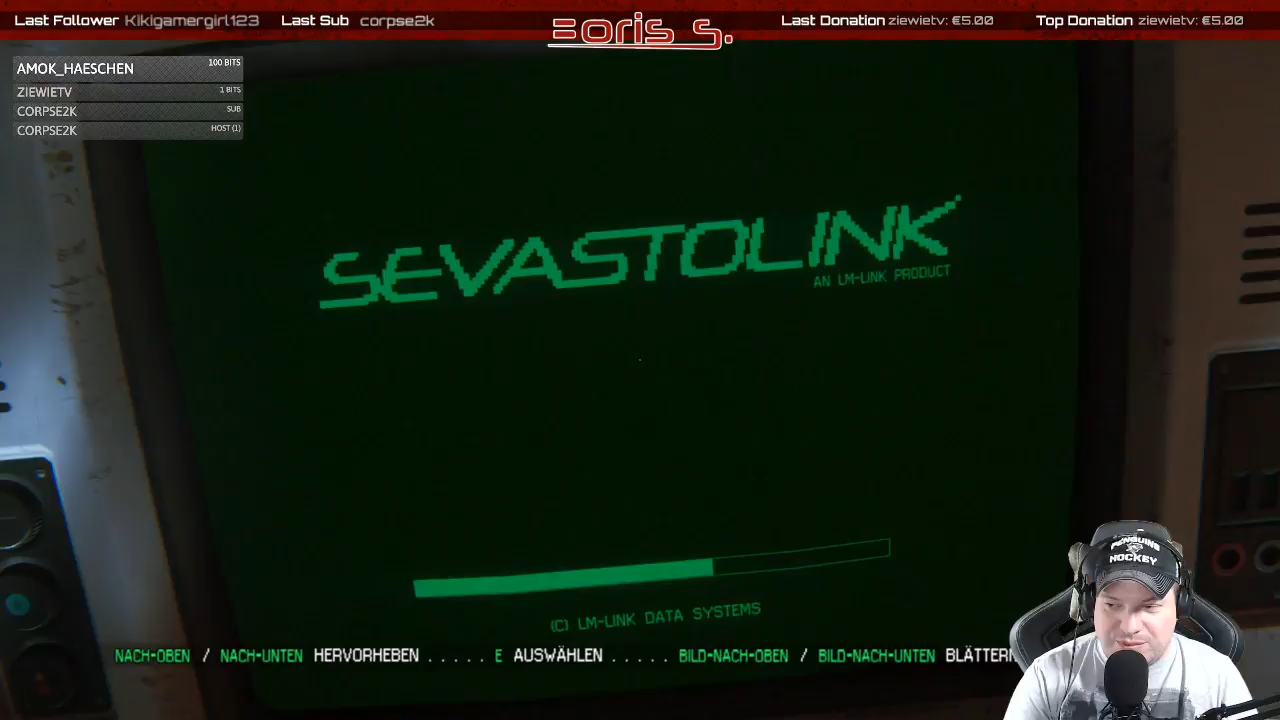 Last Follower Kikigamergirl123 Last Sub corpse2k Boris S. Last Donation ziewietv: €5.00 Top Donation ziewietv: €5.00
AMOK_HAESCHEN 100 BITS
ZIEWIETV 1 BITS
CORPSE2K SUB
CORPSE2K HOST (1)
SEVASTOLINK
AN LM-LINK PRODUCT
PENGUINS
HOCKEY
(C) LM-LINK DATA SYSTEMS
NACH-OBEN / NACH-UNTEN HERVORHEBEN ..... E AUSWÄHLEN ..... BILD-NACH-OBEN / BILD-NACH-UNTEN BLÄTTERN